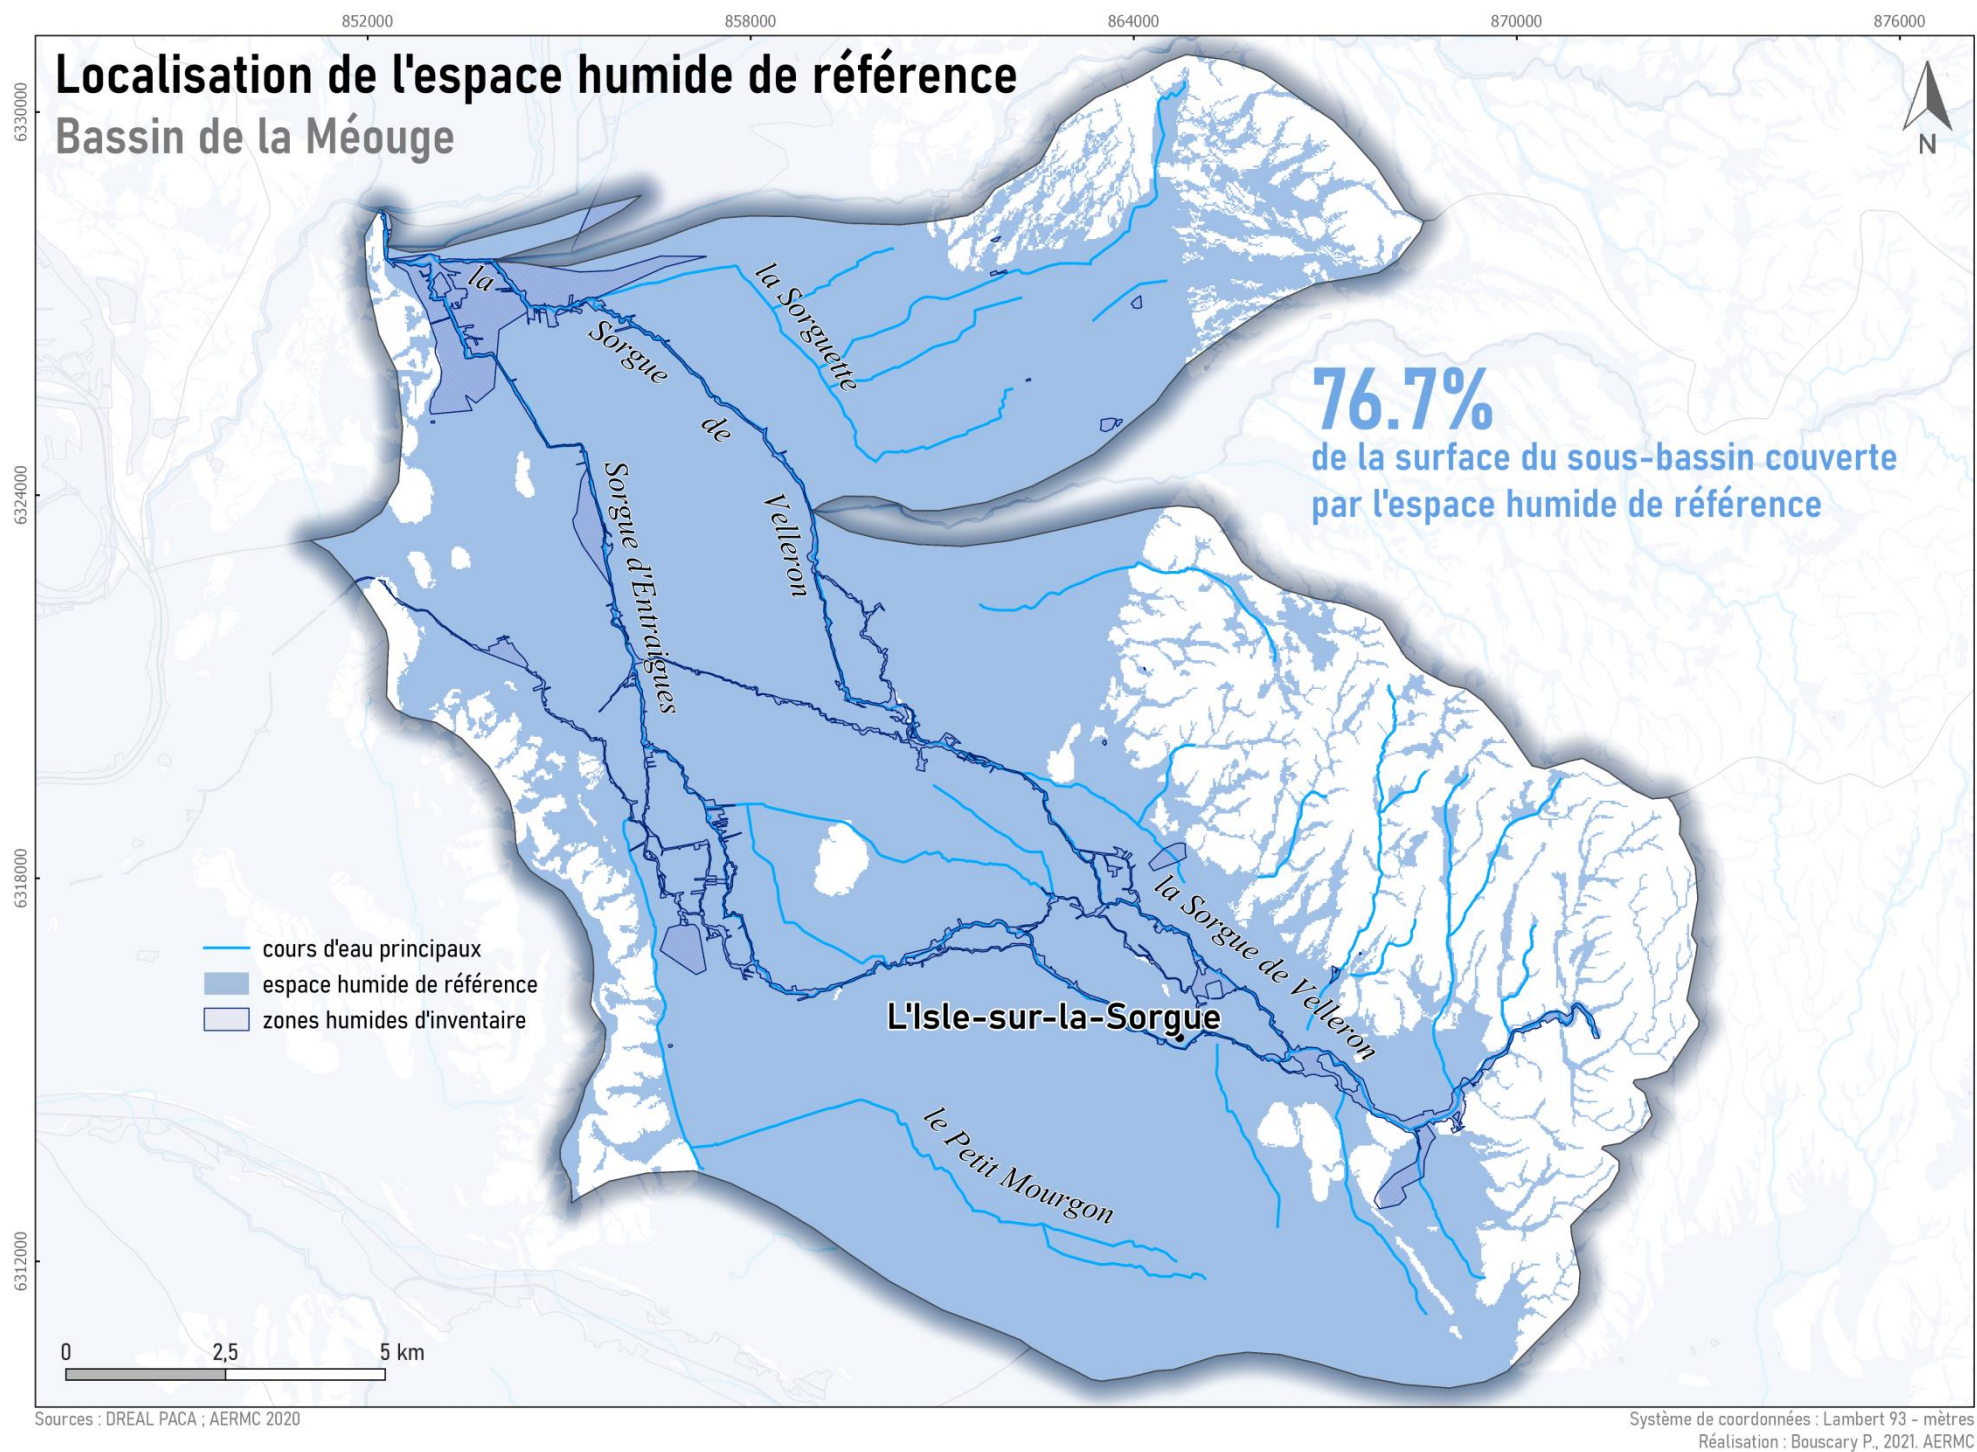 852000
858000
864000
870000
876000
Localisation de l'espace humide de référence
Bassin de la Méouge
N
6330000
6324000
6318000
6312000
la
Sorgue
de
Velleron
la Sorguette
Sorgue d'Entraigues
76.7%
de la surface du sous-bassin couverte
par l'espace humide de référence
la Sorgue de Velleron
L'Isle-sur-la-Sorgue
le Petit Mourgon
cours d'eau principaux
espace humide de référence
zones humides d'inventaire
0 2,5 5 km
Sources : DREAL PACA ; AERMC 2020
Système de coordonnées : Lambert 93 - mètres
Réalisation : Bouscary P., 2021. AERMC